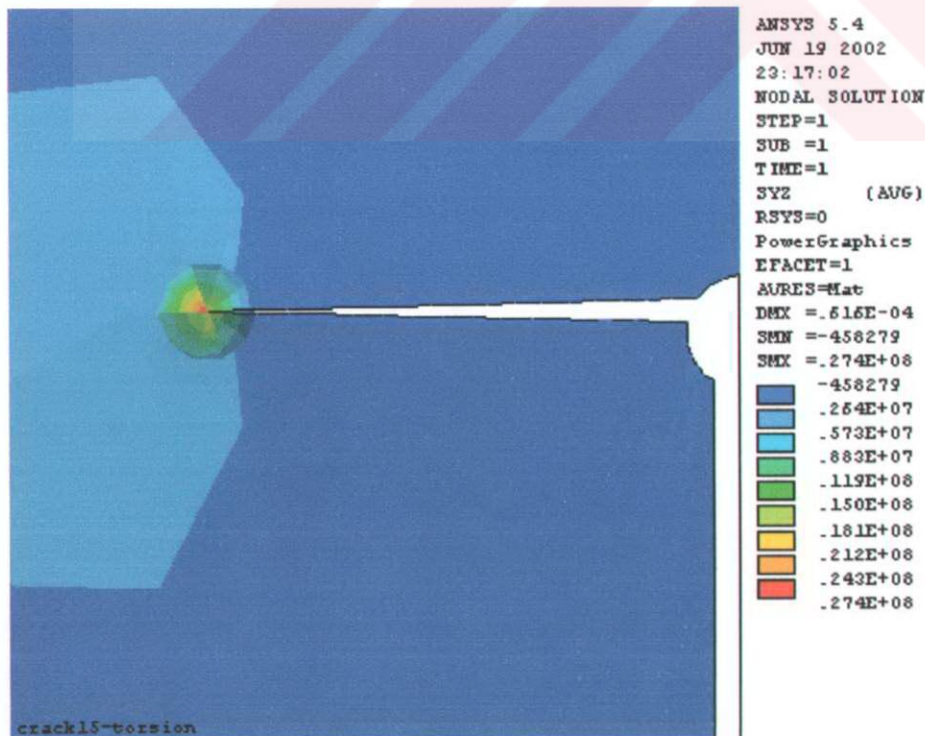 ANSYS 5.4
JUN 19 2002
23:17:02
NODAL SOLUTION
STEP=1
SUB =1
TIME=1
SYZ (AVG)
RSYS=0
PowerGraphics
EFACET=1
AVRES=Mat
DMX =.616E-04
SMN =-458279
SMX =.274E+08
-458279
.264E+07
.573E+07
.883E+07
.119E+08
.150E+08
.181E+08
.212E+08
.243E+08
.274E+08
crack15-torsion